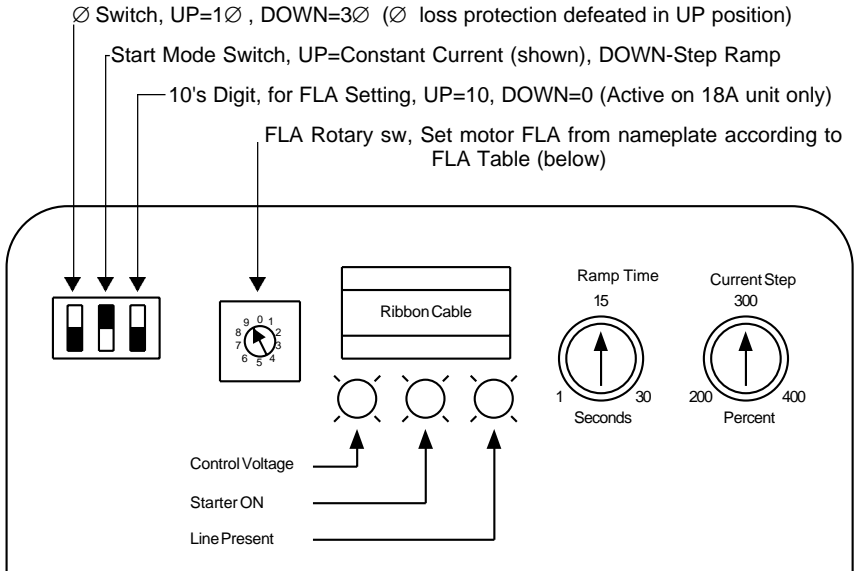 ∅ Switch, UP=1∅ , DOWN=3∅ (∅ loss protection defeated in UP position)
Start Mode Switch, UP=Constant Current (shown), DOWN-Step Ramp
10's Digit, for FLA Setting, UP=10, DOWN=0 (Active on 18A unit only)
FLA Rotary sw, Set motor FLA from nameplate according to
FLA Table (below)
0 1 2 3 4 5 6 7 8 9
Ribbon Cable
Ramp Time
15
1 30
Seconds
Current Step
300
200 400
Percent
Control Voltage
Starter ON
Line Present